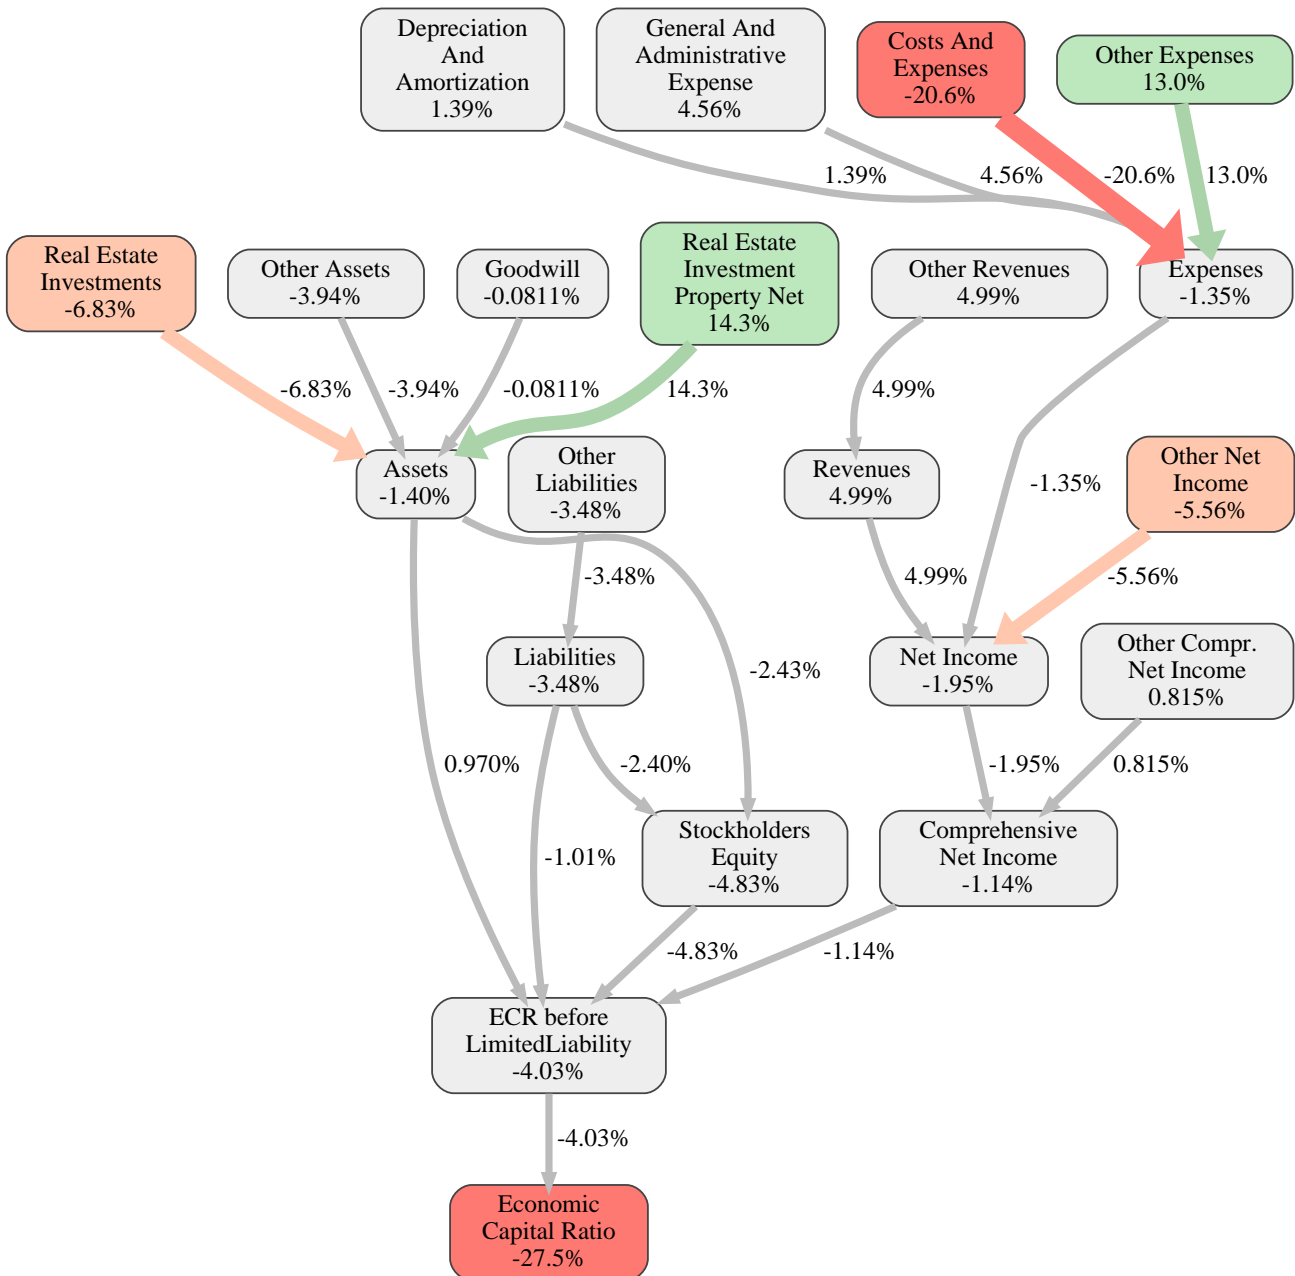 Depreciation
And
Amortization
1.39%
General And
Administrative
Expense
4.56%
Costs And
Expenses
-20.6%
Other Expenses
13.0%
1.39%
4.56%
-20.6%
13.0%
Real Estate
Investments
-6.83%
Other Assets
-3.94%
Goodwill
-0.0811%
Real Estate
Investment
Property Net
14.3%
Other Revenues
4.99%
Expenses
-1.35%
-6.83%
-3.94%
-0.0811%
14.3%
4.99%
-1.35%
Assets
-1.40%
Other
Liabilities
-3.48%
Revenues
4.99%
Other Net
Income
-5.56%
-3.48%
4.99%
-5.56%
Liabilities
-3.48%
-2.43%
Net Income
-1.95%
Other Compr.
Net Income
0.815%
0.970%
-2.40%
-1.95%
0.815%
-1.01%
Stockholders
Equity
-4.83%
Comprehensive
Net Income
-1.14%
-4.83%
-1.14%
ECR before
LimitedLiability
-4.03%
-4.03%
Economic
Capital Ratio
-27.5%